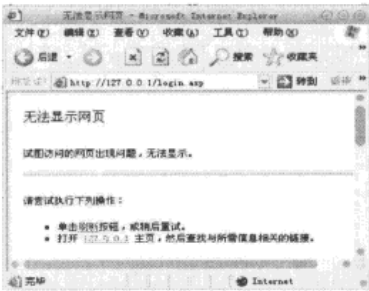 无法显示网页 - Microsoft Internet Explorer
文件(F) 编辑(E) 查看(V) 收藏(A) 工具(T) 帮助(H)
后退 搜索 收藏夹
http://127.0.0.1/login.asp 转到
无法显示网页
试图访问的网页出现问题，无法显示。
请尝试执行下列操作：
单击刷新按钮，或稍后重试。
打开 127.0.0.1 主页，然后查找与所需信息相关的链接。
完毕 Internet